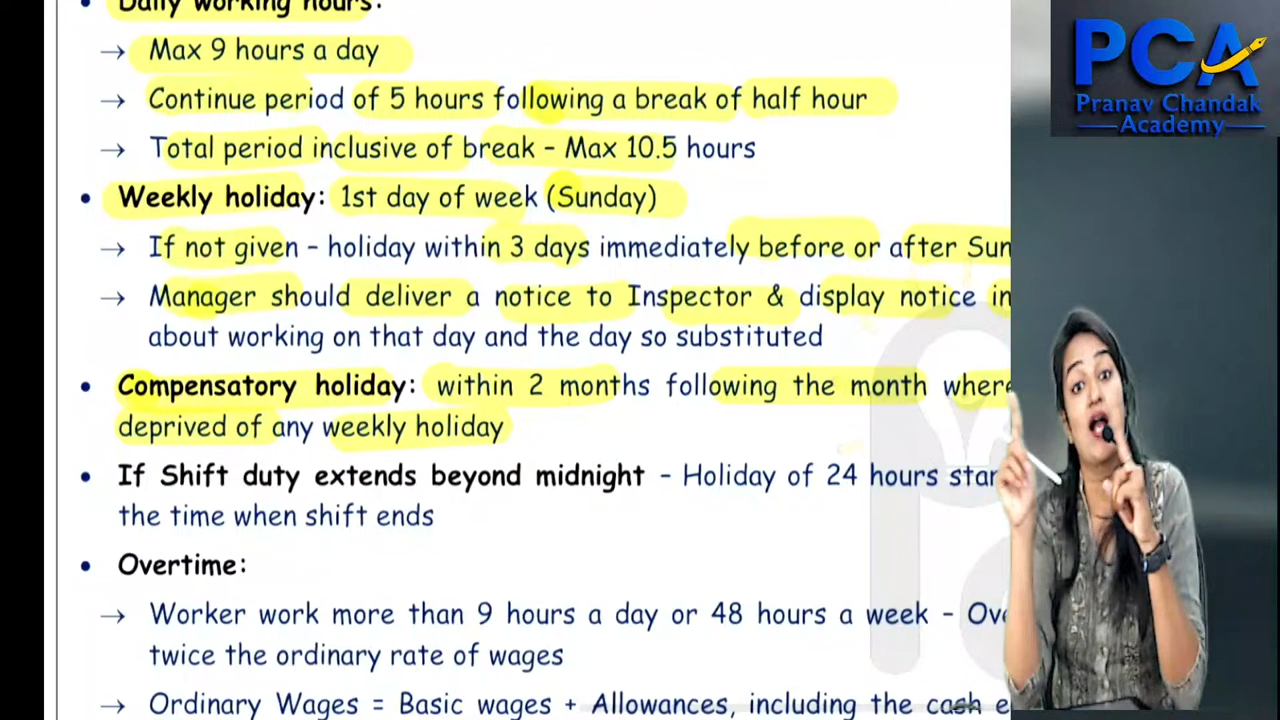 • Daily working hours:
→ Max 9 hours a day
→ Continue period of 5 hours following a break of half hour
→ Total period inclusive of break - Max 10.5 hours
• Weekly holiday: 1st day of week (Sunday)
→ If not given - holiday within 3 days immediately before or after Sun
→ Manager should deliver a notice to Inspector & display notice in
about working on that day and the day so substituted
• Compensatory holiday: within 2 months following the month where
deprived of any weekly holiday
• If Shift duty extends beyond midnight - Holiday of 24 hours star
the time when shift ends
• Overtime:
→ Worker work more than 9 hours a day or 48 hours a week - Ove
twice the ordinary rate of wages
→ Ordinary Wages = Basic wages + Allowances, including the cash e
PCA
Pranav Chandak
Academy